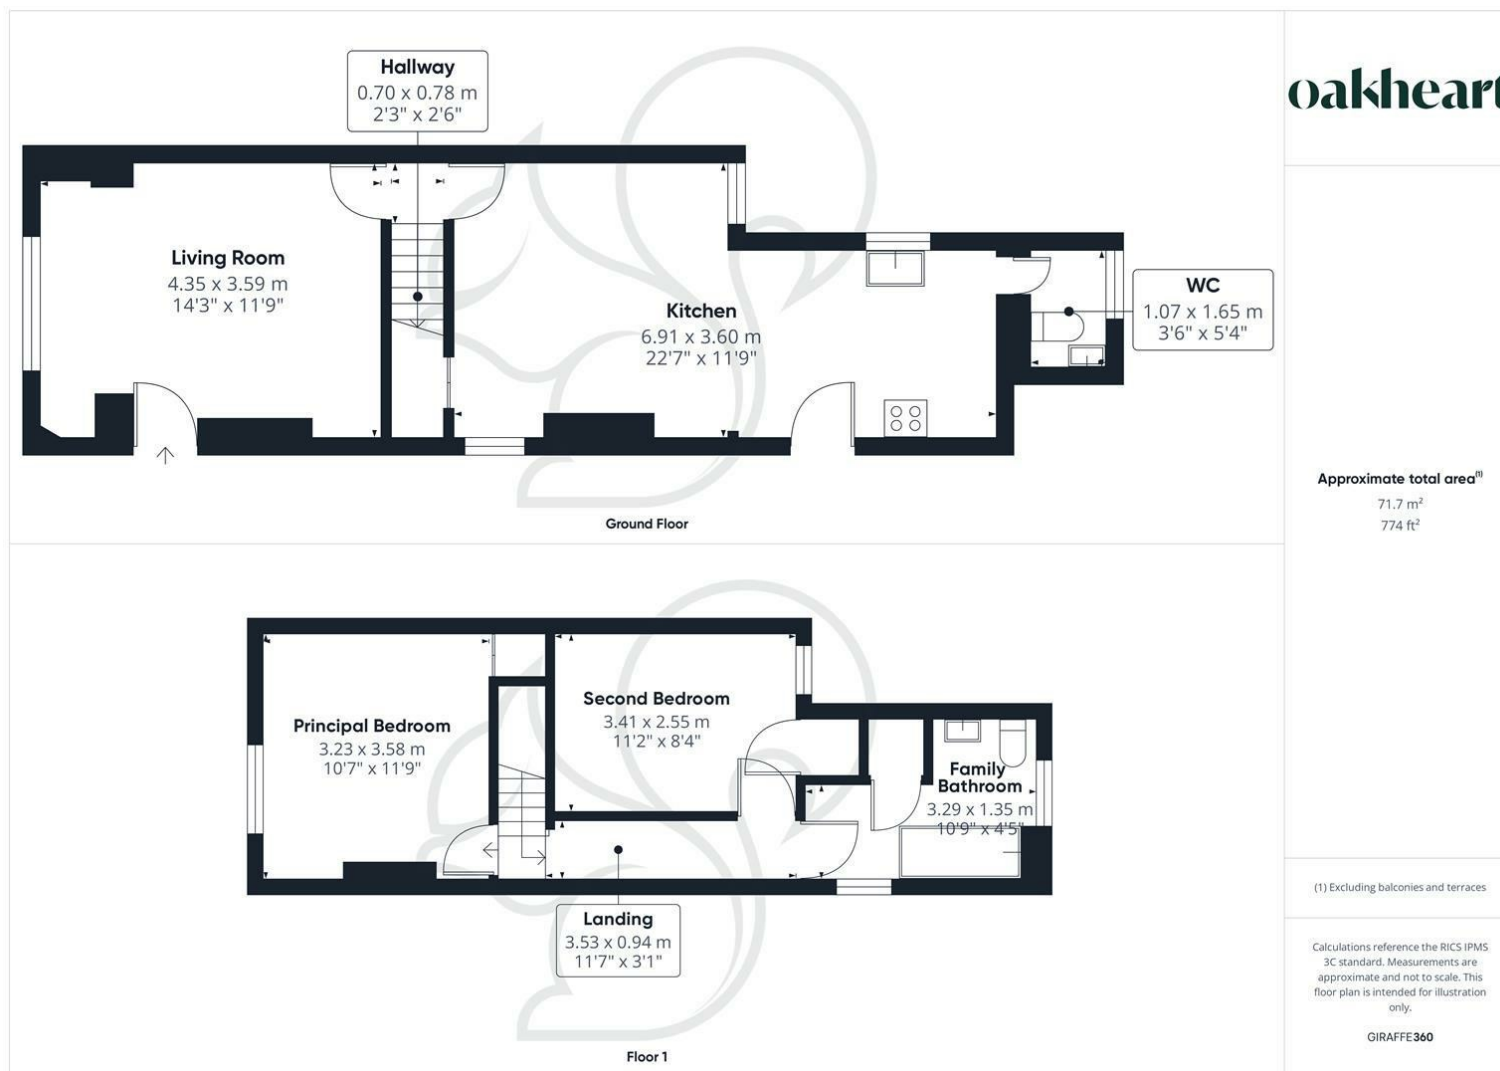 Hallway
0.70 x 0.78 m
2'3" x 2'6"
Living Room
4.35 x 3.59 m
14'3" x 11'9"
Kitchen
6.91 x 3.60 m
22'7" x 11'9"
WC
1.07 x 1.65 m
3'6" x 5'4"
Ground Floor
Principal Bedroom
3.23 x 3.58 m
10'7" x 11'9"
Second Bedroom
3.41 x 2.55 m
11'2" x 8'4"
Family
Bathroom
3.29 x 1.35 m
10'9" x 4'5"
Landing
3.53 x 0.94 m
11'7" x 3'1"
Floor 1
oakheart
Approximate total area(1)
71.7 m²
774 ft²
(1) Excluding balconies and terraces
Calculations reference the RICS IPMS
3C standard. Measurements are
approximate and not to scale. This
floor plan is intended for illustration
only.
GIRAFFE360